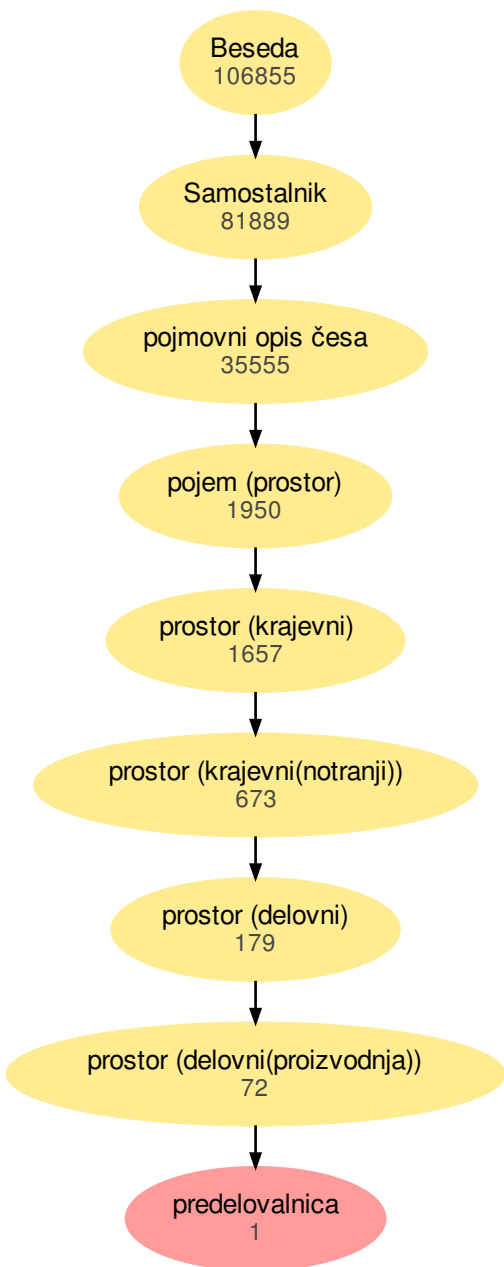 Beseda
106855
Samostalnik
81889
pojmovni opis česa
35555
pojem (prostor)
1950
prostor (krajevni)
1657
prostor (krajevni(notranji))
673
prostor (delovni)
179
prostor (delovni(proizvodnja))
72
predelovalnica
1